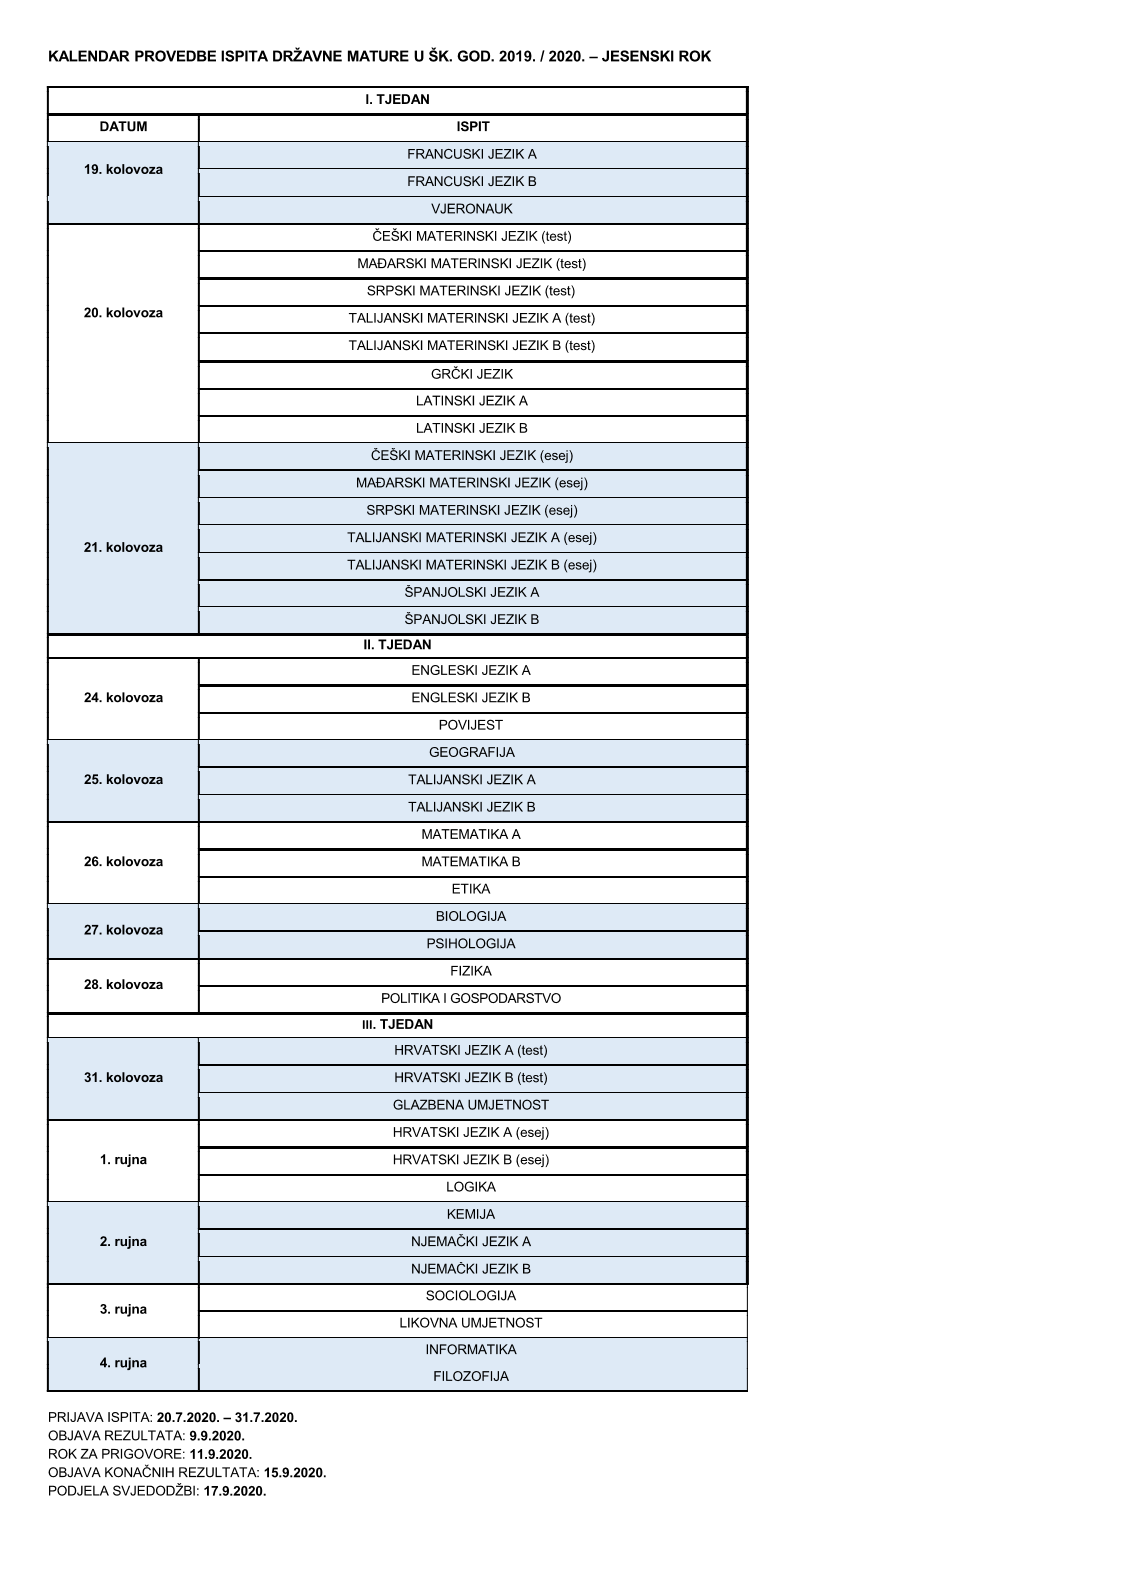 KALENDAR PROVEDBE ISPITA DRŽAVNE MATURE U ŠK. GOD. 2019. / 2020. – JESENSKI ROK
I. TJEDAN
DATUM ISPIT
19. kolovoza
FRANCUSKI JEZIK A
FRANCUSKI JEZIK B
VJERONAUK
20. kolovoza
ČEŠKI MATERINSKI JEZIK (test)
MAĐARSKI MATERINSKI JEZIK (test)
SRPSKI MATERINSKI JEZIK (test)
TALIJANSKI MATERINSKI JEZIK A (test)
TALIJANSKI MATERINSKI JEZIK B (test)
GRČKI JEZIK
LATINSKI JEZIK A
LATINSKI JEZIK B
21. kolovoza
ČEŠKI MATERINSKI JEZIK (esej)
MAĐARSKI MATERINSKI JEZIK (esej)
SRPSKI MATERINSKI JEZIK (esej)
TALIJANSKI MATERINSKI JEZIK A (esej)
TALIJANSKI MATERINSKI JEZIK B (esej)
ŠPANJOLSKI JEZIK A
ŠPANJOLSKI JEZIK B
II. TJEDAN
24. kolovoza
ENGLESKI JEZIK A
ENGLESKI JEZIK B
POVIJEST
25. kolovoza
GEOGRAFIJA
TALIJANSKI JEZIK A
TALIJANSKI JEZIK B
26. kolovoza
MATEMATIKA A
MATEMATIKA B
ETIKA
27. kolovoza
BIOLOGIJA
PSIHOLOGIJA
28. kolovoza
FIZIKA
POLITIKA I GOSPODARSTVO
III. TJEDAN
31. kolovoza
HRVATSKI JEZIK A (test)
HRVATSKI JEZIK B (test)
GLAZBENA UMJETNOST
1. rujna
HRVATSKI JEZIK A (esej)
HRVATSKI JEZIK B (esej)
LOGIKA
2. rujna
KEMIJA
NJEMAČKI JEZIK A
NJEMAČKI JEZIK B
3. rujna
SOCIOLOGIJA
LIKOVNA UMJETNOST
4. rujna
INFORMATIKA
FILOZOFIJA
PRIJAVA ISPITA: 20.7.2020. – 31.7.2020.
OBJAVA REZULTATA: 9.9.2020.
ROK ZA PRIGOVORE: 11.9.2020.
OBJAVA KONAČNIH REZULTATA: 15.9.2020.
PODJELA SVJEDODŽBI: 17.9.2020.